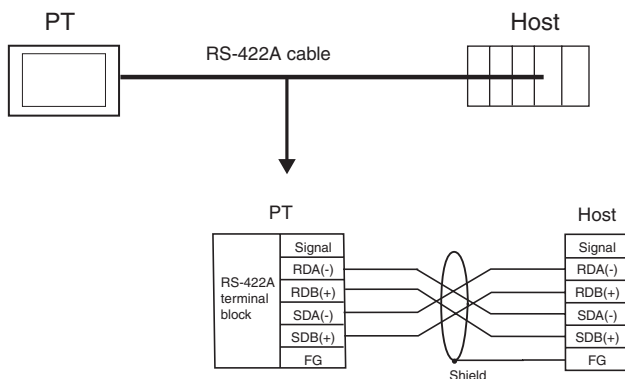 PT
Host
RS-422A cable
PT
Host
RS-422A
terminal
block
Signal
RDA(-)
RDB(+)
SDA(-)
SDB(+)
FG
Signal
RDA(-)
RDB(+)
SDA(-)
SDB(+)
FG
Shield